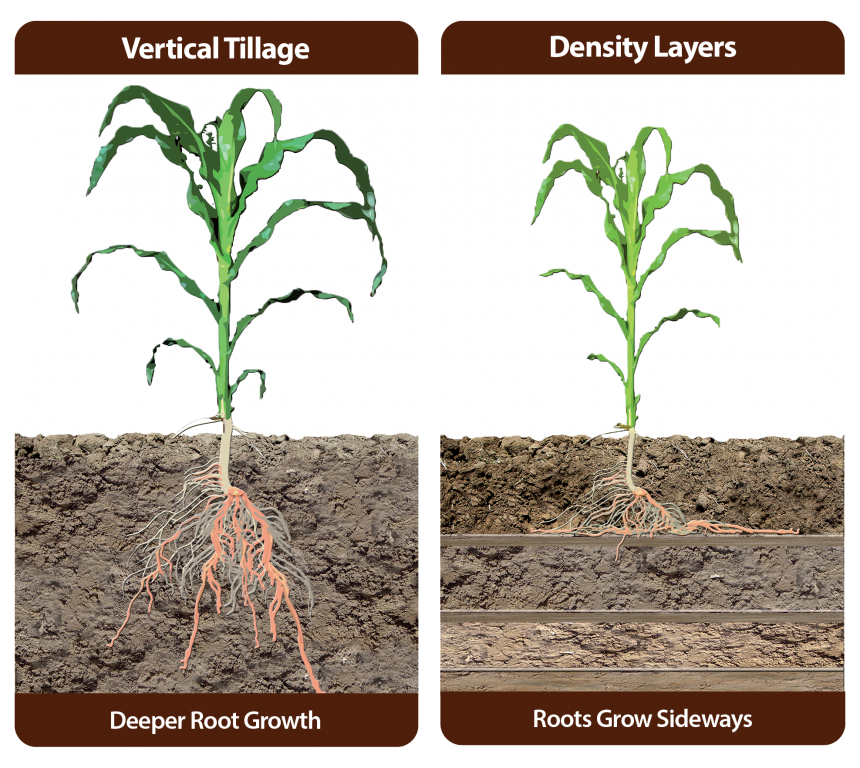 Vertical Tillage
Density Layers
Deeper Root Growth
Roots Grow Sideways